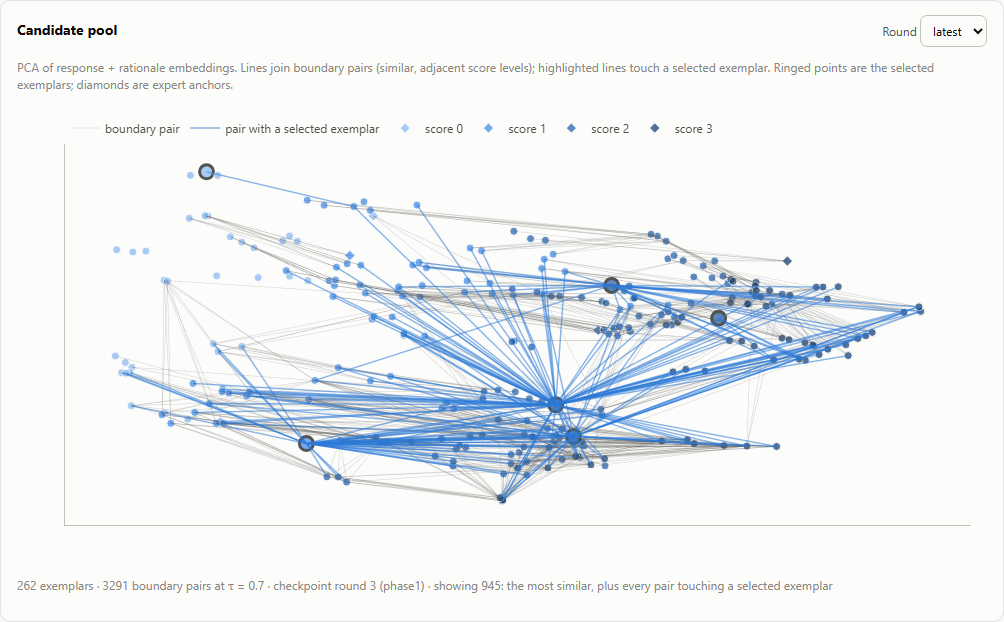 Candidate pool
Round latest
PCA of response + rationale embeddings. Lines join boundary pairs (similar, adjacent score levels); highlighted lines touch a selected exemplar. Ringed points are the selected
exemplars; diamonds are expert anchors.
boundary pair pair with a selected exemplar score 0 score 1 score 2 score 3
262 exemplars · 3291 boundary pairs at τ = 0.7 · checkpoint round 3 (phase1) · showing 945: the most similar, plus every pair touching a selected exemplar